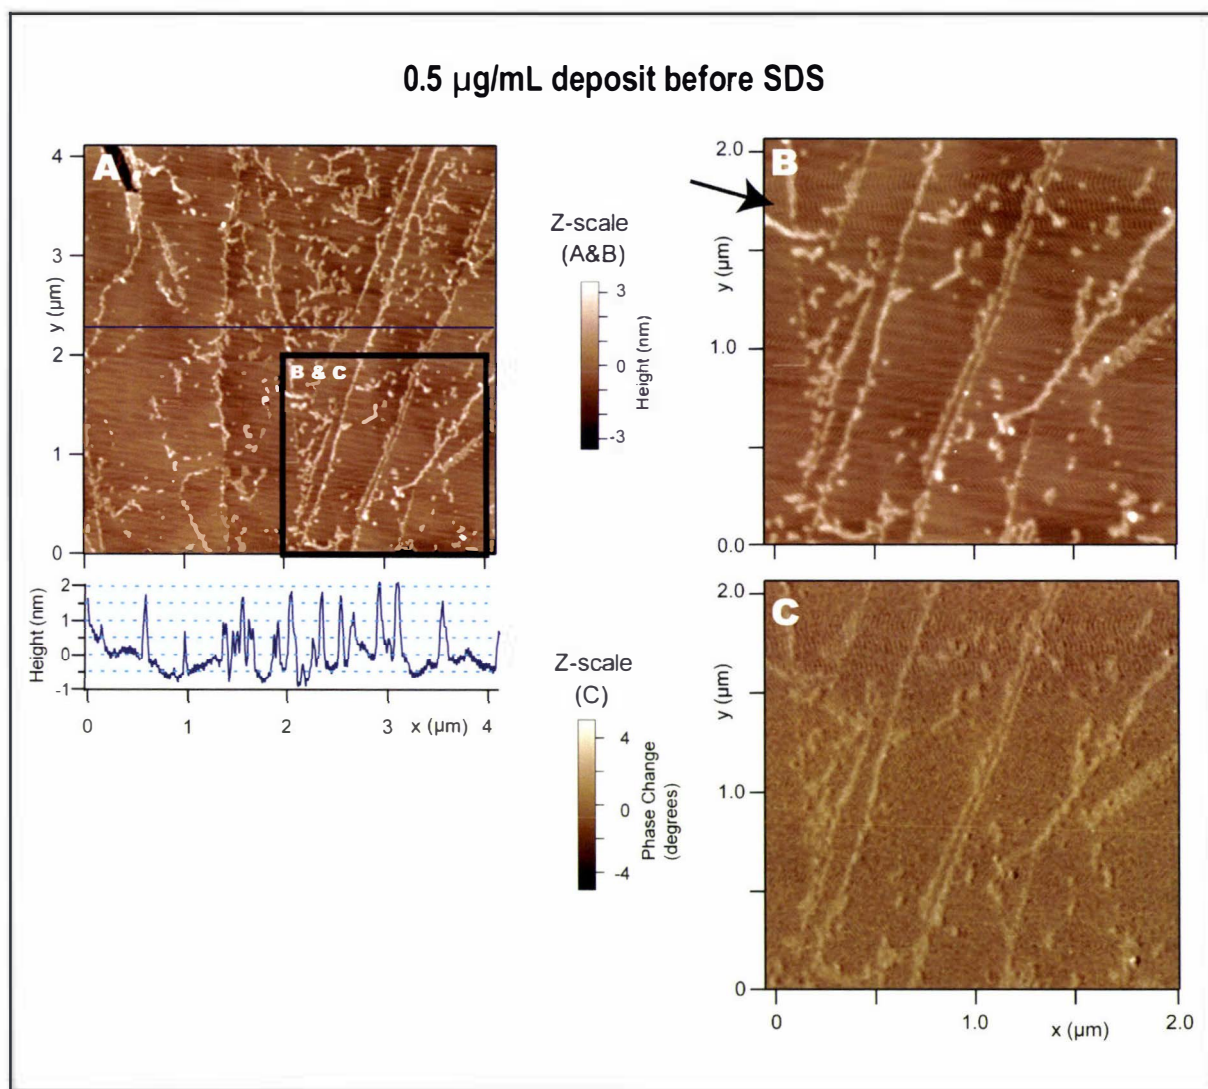 0.5 µg/mL deposit before SDS
A
4
3
2
1
0
y (µm)
B & C
Height (nm)
2
1
0
-1
0
1
2
3
x (µm)
4
Z-scale
(A&B)
3
0
-3
Height (nm)
Z-scale
(C)
4
0
-4
Phase Change
(degrees)
B
2.0
1.0
0.0
y (µm)
C
2.0
1.0
0
y (µm)
0
1.0
x (µm)
2.0